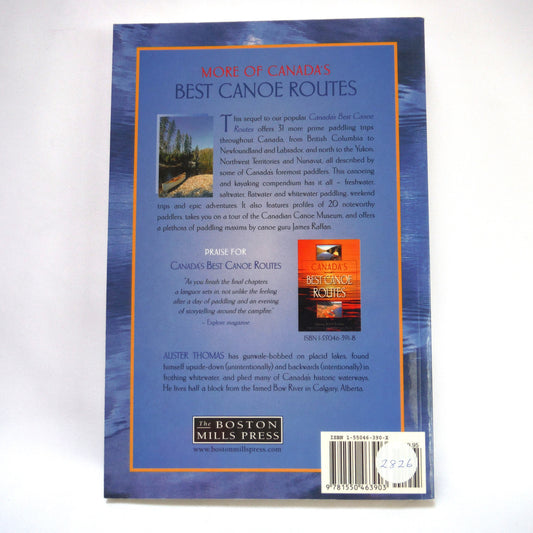 MORE OF CANADA'S
BEST CANOE ROUTES
This sequel to our popular Canada's Best Canoe
Routes offers 31 more prime paddling trips
throughout Canada, from British Columbia to
Newfoundland and Labrador, and north to the Yukon,
Northwest Territories and Nunavut, all described by
some of Canada's foremost paddlers. This canoeing
and kayaking compendium has it all – freshwater,
saltwater, flatwater and whitewater paddling, weekend
trips and epic adventures. It also features profiles of 20 noteworthy
paddlers, takes you on a tour of the Canadian Canoe Museum, and offers
a plethora of paddling maxims by canoe guru James Raffan.
PRAISE FOR
CANADA'S BEST CANOE ROUTES
"As you finish the final chapters,
a languor sets in, not unlike the feeling
after a day of paddling and an evening
of storytelling around the campfire."
– Explore magazine
CANADA'S
BEST CANOE
ROUTES
ISBN 1-55046-391-8
ALISTER THOMAS has gunwale-bobbed on placid lakes, found
himself upside-down (unintentionally) and backwards (intentionally) in
frothing whitewater, and plied many of Canada's historic waterways.
He lives half a block from the famed Bow River in Calgary, Alberta.
The BOSTON
MILLS PRESS
www.bostonmillspress.com
ISBN 1-55046-390-X
2826
9 781550 463903